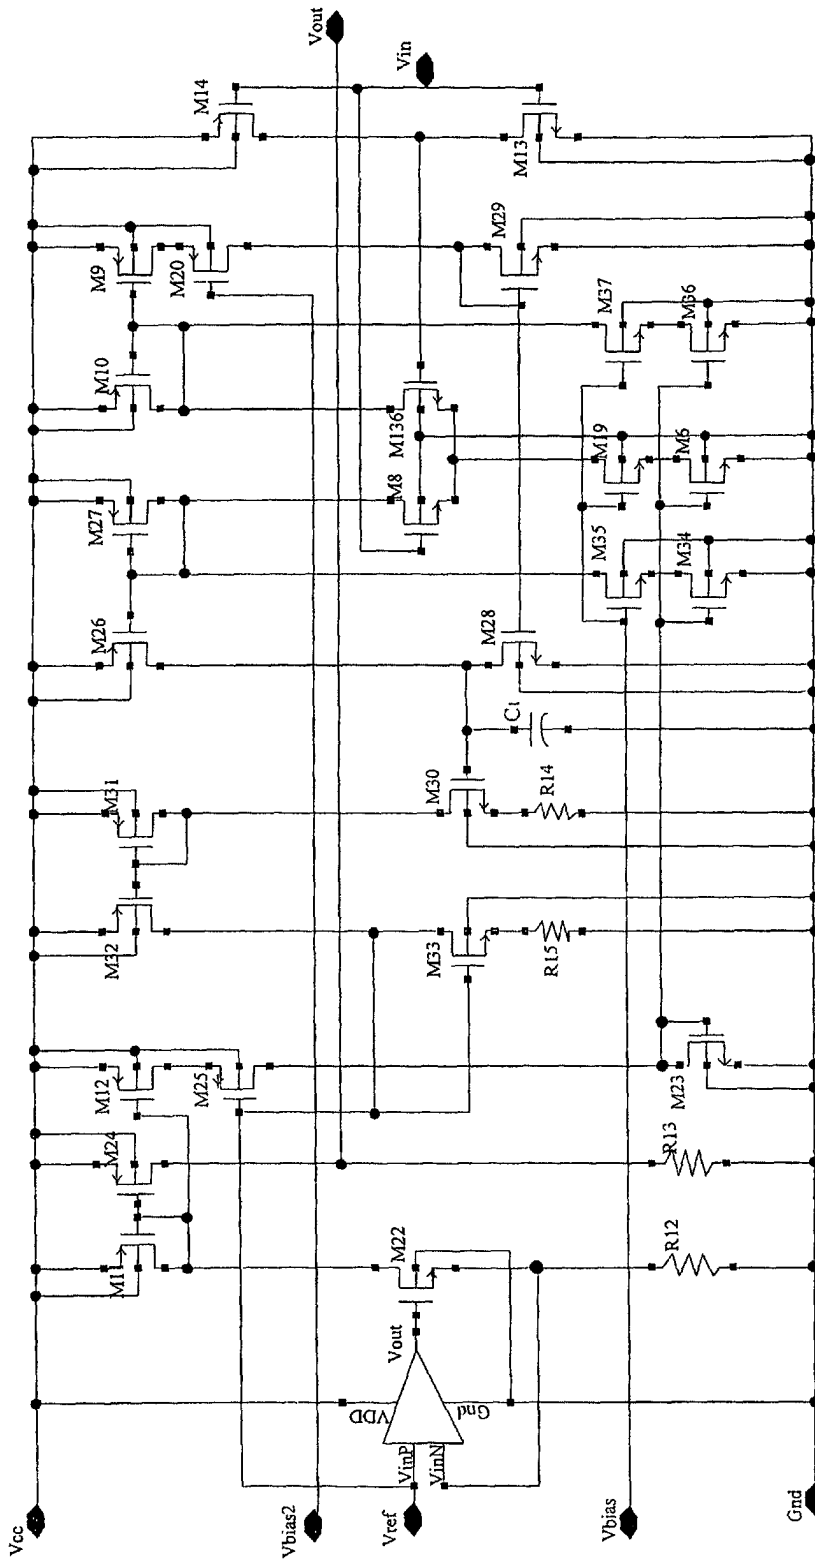 Vout
Vin
M14
M13
M9
M20
M29
M10
M37
M36
M136
M27
M8
M19
M6
M35
M34
M26
M28
C1
M31
M30
R14
M32
M33
R15
M12
M25
M23
M24
R13
M11
M22
R12
Vout
VDD
Gnd
VinP
VinN
Vcc
Vbias2
Vref
Vbias
Gnd